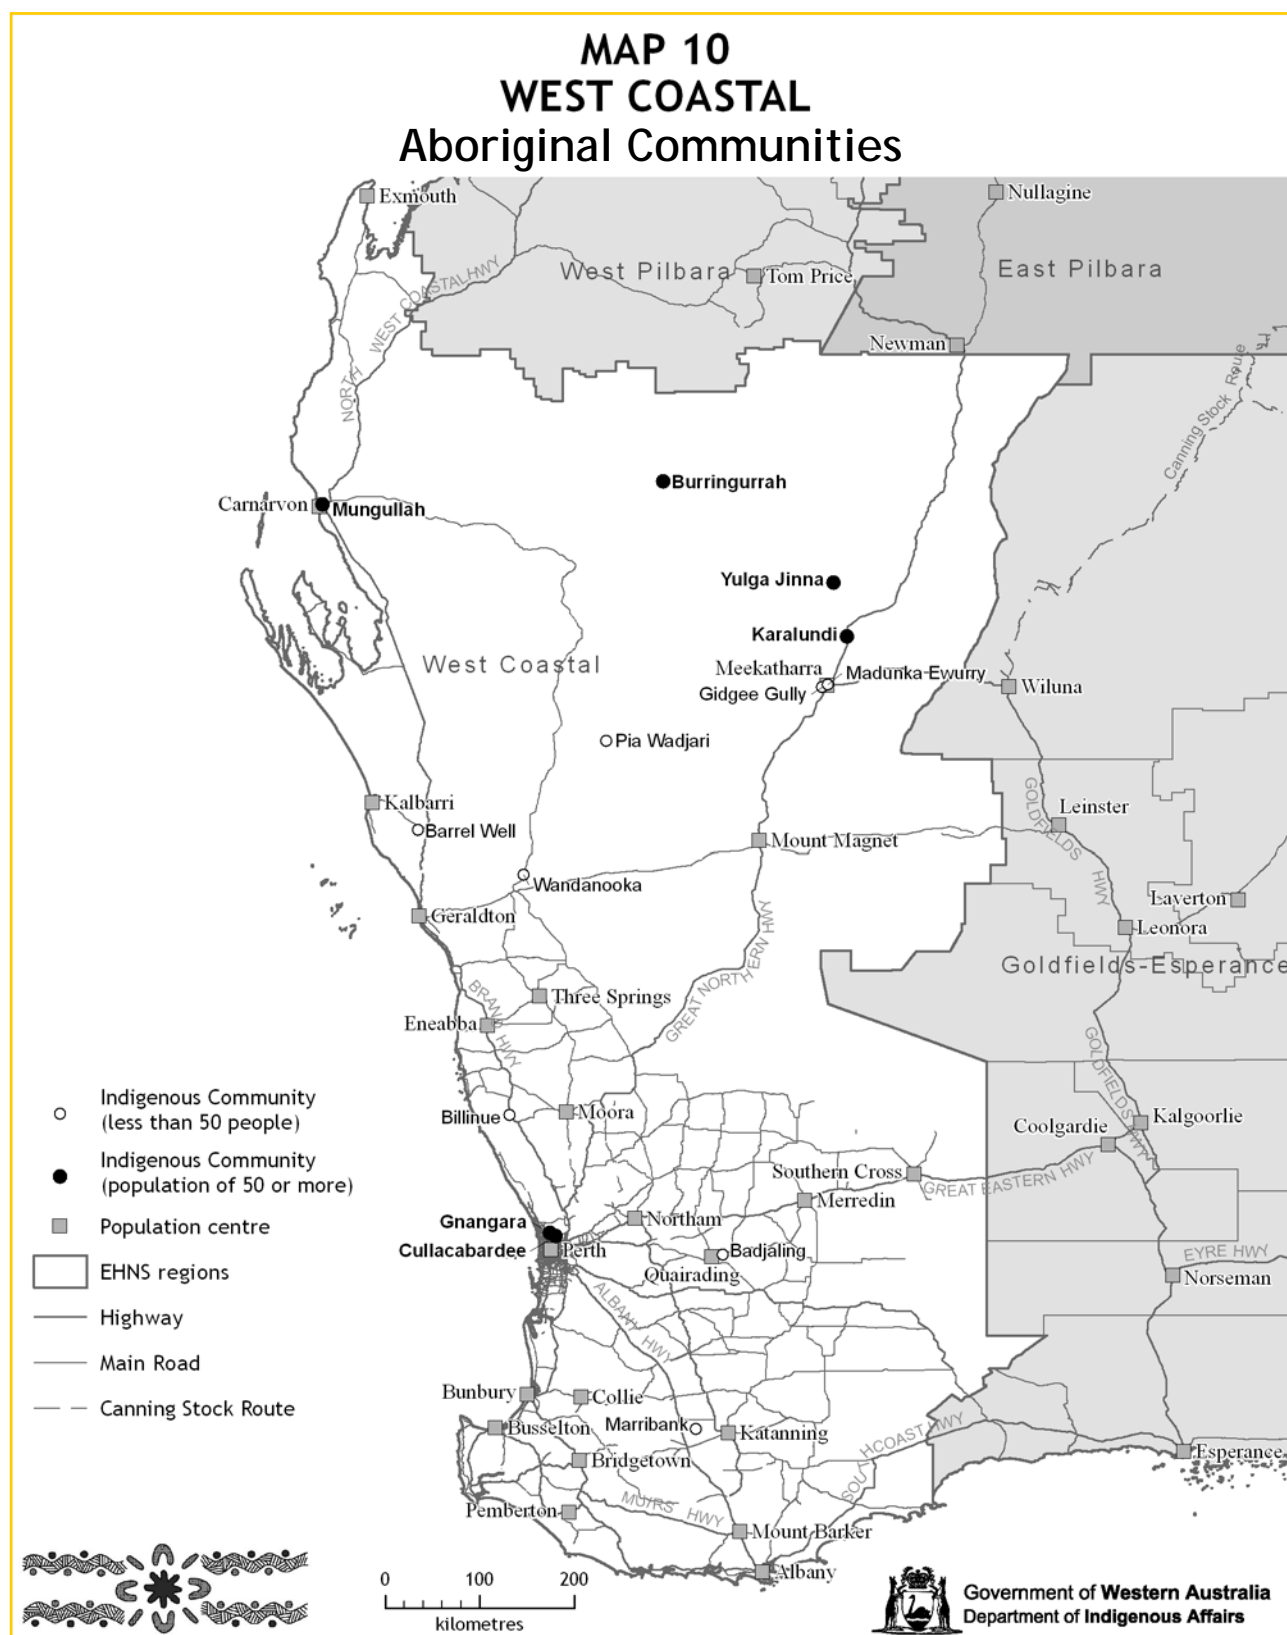 MAP 10
WEST COASTAL
Aboriginal Communities
Exmouth
Nullagine
West Pilbara
Tom Price
East Pilbara
NORTH WEST COASTAL HWY
Newman
Canning Stock Route
Burringurrah
Carnarvon
Mungullah
Yulga Jinna
Karalundi
West Coastal
Meekatharra
Madunka Ewurry
Gidgee Gully
Wiluna
Pia Wadjari
Kalbarri
Barrel Well
GOLDFIELDS HWY
Leinster
Mount Magnet
Wandanooka
Laverton
Geraldton
Leonora
GREAT NORTHERN HWY
Goldfields-Esperance
BRAND HWY
Three Springs
Eneabba
GOLDFIELDS HWY
Billinue
Moora
Coolgardie
Kalgoorlie
Southern Cross
GREAT EASTERN HWY
Merredin
Gnangara
Northam
Cullacabardee
Perth
Badjaling
Quairading
EYRE HWY
Norseman
ALBANY HWY
Bunbury
Collie
Busselton
Marribank
Katanning
SOUTH COAST HWY
Bridgetown
Esperance
Pemberton
MUIRS HWY
Mount Barker
Albany
Indigenous Community
(less than 50 people)
Indigenous Community
(population of 50 or more)
Population centre
EHNS regions
Highway
Main Road
Canning Stock Route
0 100 200
kilometres
Government of Western Australia
Department of Indigenous Affairs